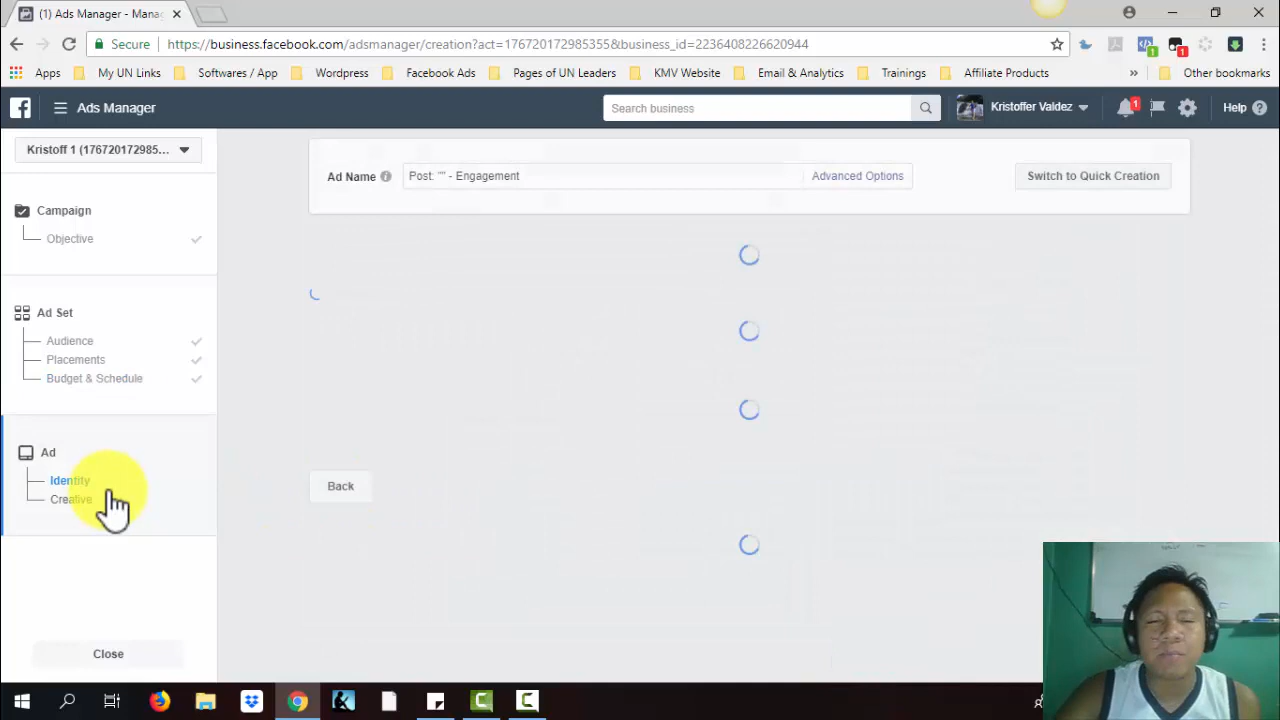 (1) Ads Manager - Mana
Secure https://business.facebook.com/adsmanager/creation?act=176720172985355&business_id=2236408226620944
Apps My UN Links Softwares / App Wordpress Facebook Ads Pages of UN Leaders KMV Website Email & Analytics Trainings Affiliate Products » Other bookmarks
Ads Manager Search business Kristoffer Valdez 1 Help
Kristoff 1 (176720172985...
Ad Name Post: "" - Engagement Advanced Options Switch to Quick Creation
Campaign
Objective
Ad Set
Audience
Placements
Budget & Schedule
Ad
Identity
Creative
Back
Close